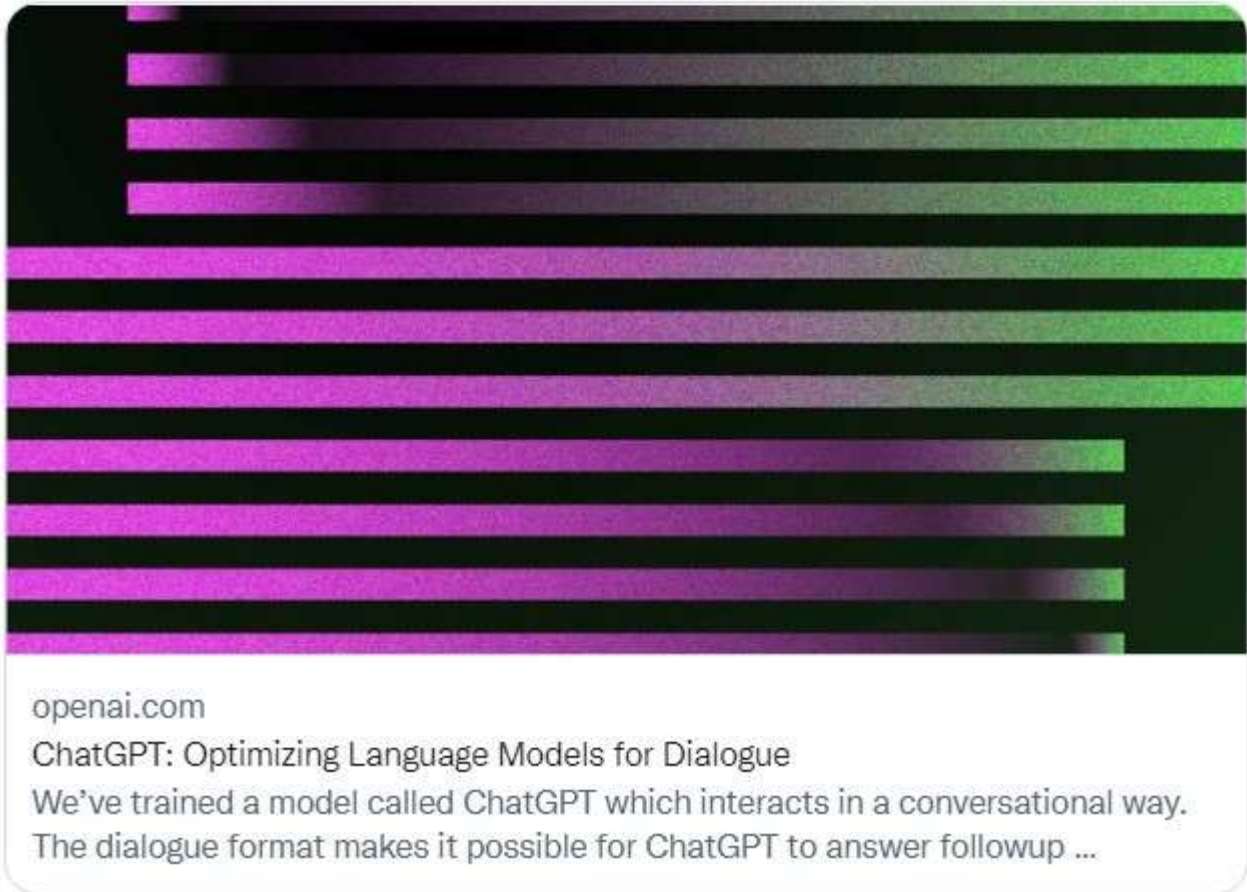 openai.com
ChatGPT: Optimizing Language Models for Dialogue
We’ve trained a model called ChatGPT which interacts in a conversational way.
The dialogue format makes it possible for ChatGPT to answer followup ...